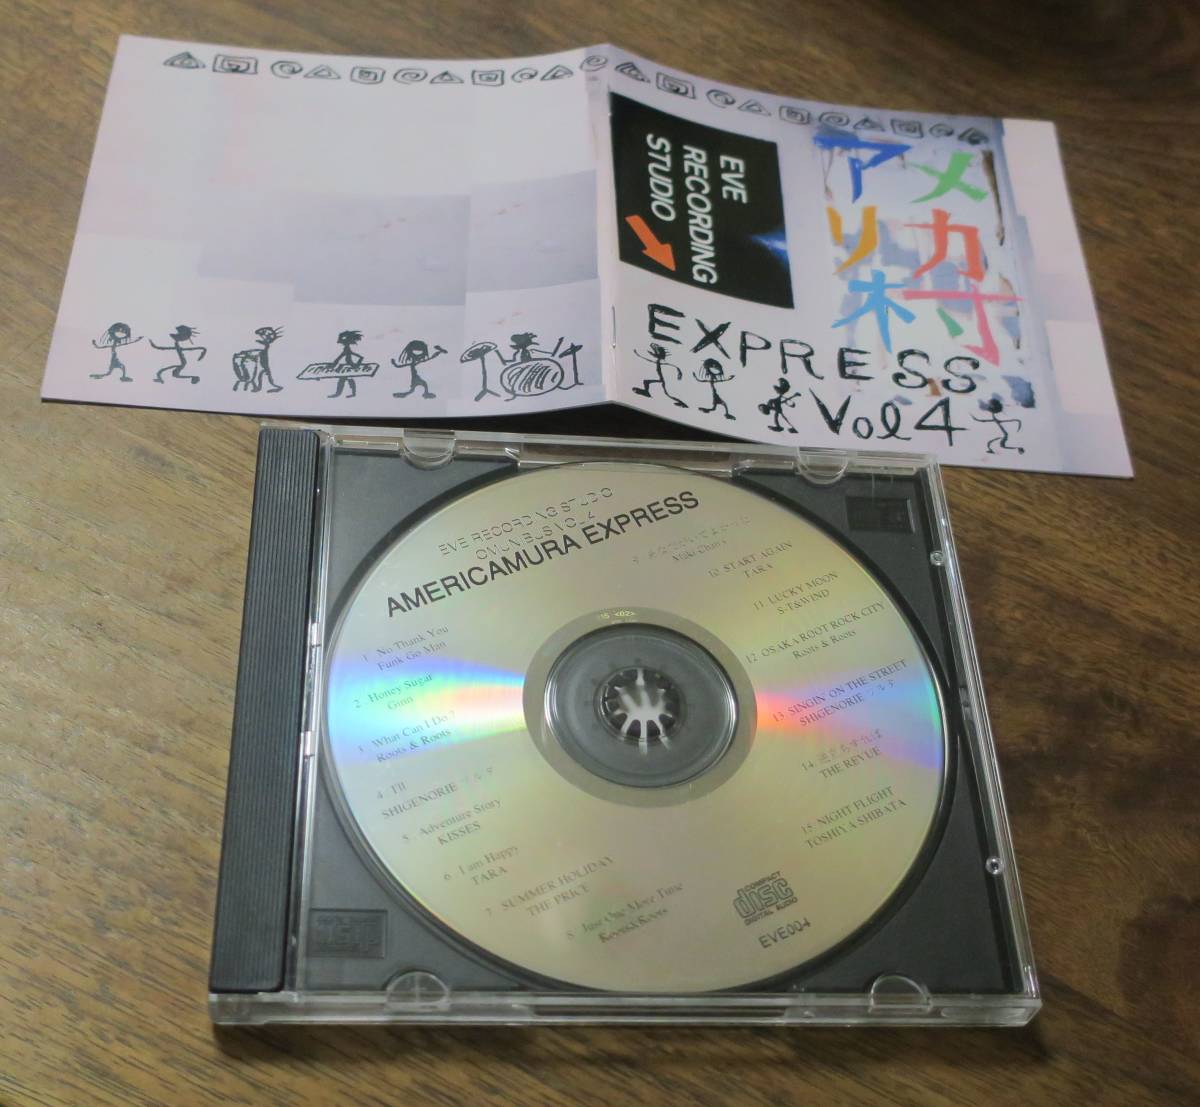 EVE
RECORDING
STUDIO
アメリカ村
EXPRESS
Vol 4
EVE RECORDING STUDIO
OMUNIBUS VOL.4
AMERICAMURA EXPRESS
1 No Thank You
Funk Go Man
2 Honey Sugar
Ginn
3 What Can I Do ?
Roots & Roots
4 I'll
SHIGENORIE
5 Adventure Story
KISSES
6 I am Happy
TARA
7 SUMMER HOLIDAY
THE PRICE
8 Just One More Time
Roots&Roots
9
Miki Chan's
10 START AGAIN
TARA
11 LUCKY MOON
S-T&WIND
12 OSAKA ROOT ROCK CITY
Roots & Roots
13 SINGIN' ON THE STREET
SHIGENORIE
14
THE REVUE
15 NIGHT FLIGHT
TOSHIYA SHIBATA
COMPACT
disc
DIGITAL AUDIO
EVE004